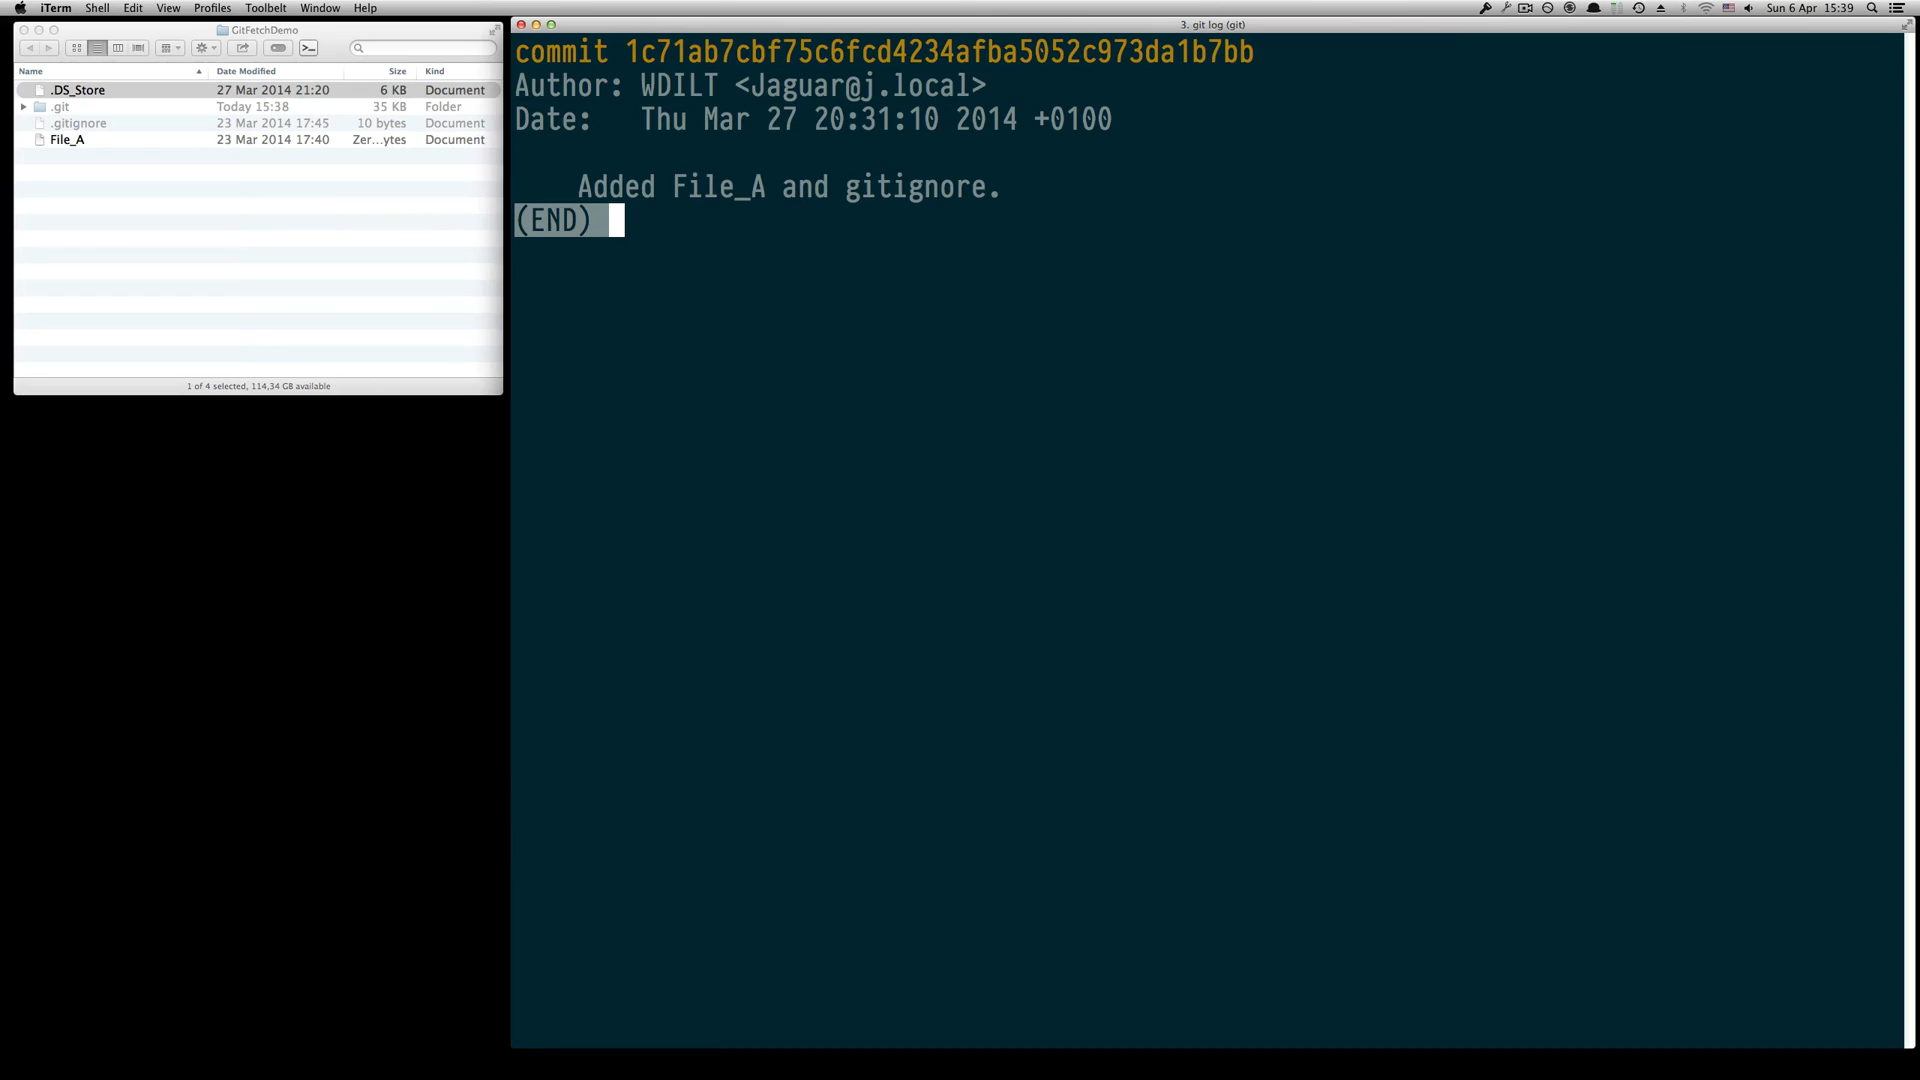 iTerm Shell Edit View Profiles Toolbelt Window Help
Sun 6 Apr 15:39
GitFetchDemo
Name Date Modified Size Kind
.DS_Store 27 Mar 2014 21:20 6 KB Document
.git Today 15:38 35 KB Folder
.gitignore 23 Mar 2014 17:45 10 bytes Document
File_A 23 Mar 2014 17:40 Zer...ytes Document
1 of 4 selected, 114,34 GB available
3. git log (git)
commit 1c71ab7cbf75c6fcd4234afba5052c973da1b7bb
Author: WDILT <Jaguar@j.local>
Date: Thu Mar 27 20:31:10 2014 +0100
Added File_A and gitignore.
(END)